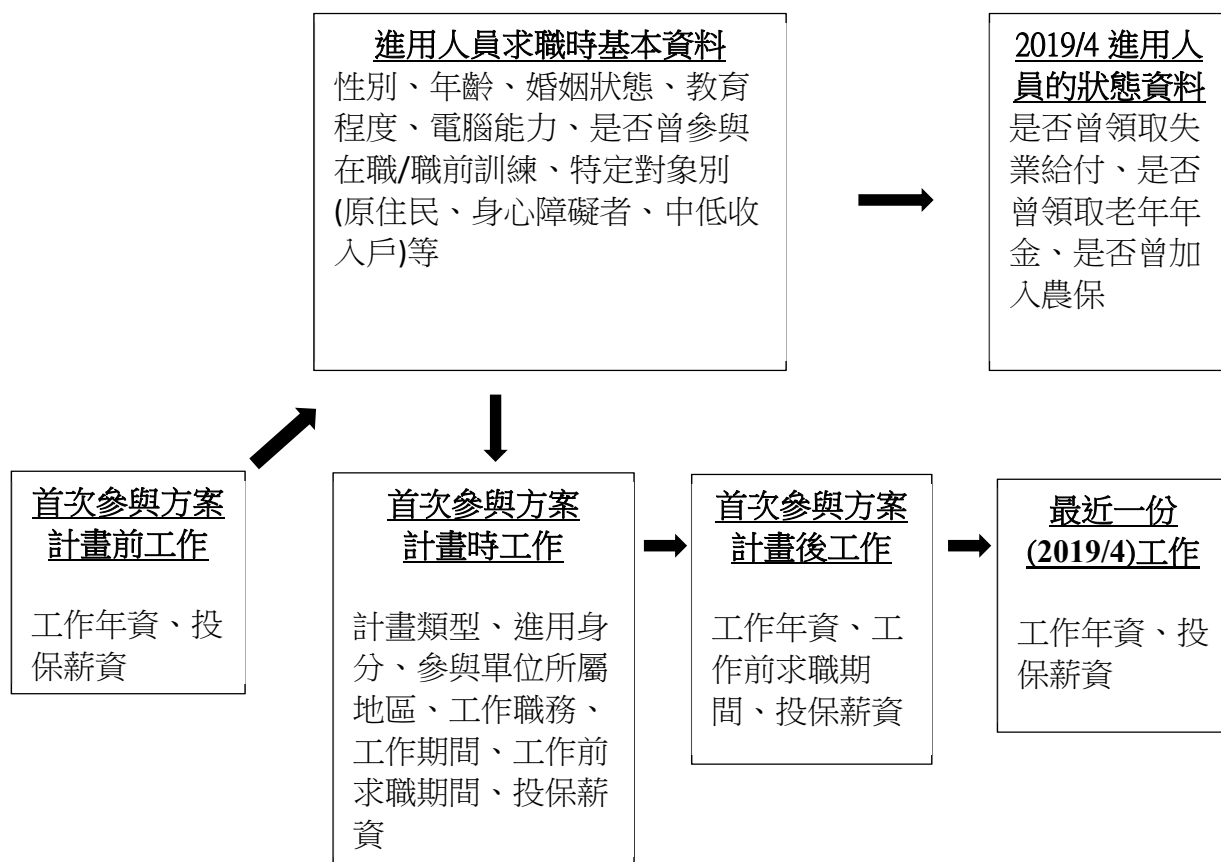 進用人員求職時基本資料
性別、年齡、婚姻狀態、教育
程度、電腦能力、是否曾參與
在職/職前訓練、特定對象別
(原住民、身心障礙者、中低收
入戶)等
2019/4 進用人
員的狀態資料
是否曾領取失
業給付、是否
曾領取老年年
金、是否曾加
入農保
首次參與方案
計畫前工作
工作年資、投
保薪資
首次參與方案
計畫時工作
計畫類型、進用身
分、參與單位所屬
地區、工作職務、
工作期間、工作前
求職期間、投保薪
資
首次參與方案
計畫後工作
工作年資、工
作前求職期
間、投保薪資
最近一份
(2019/4)工作
工作年資、投
保薪資